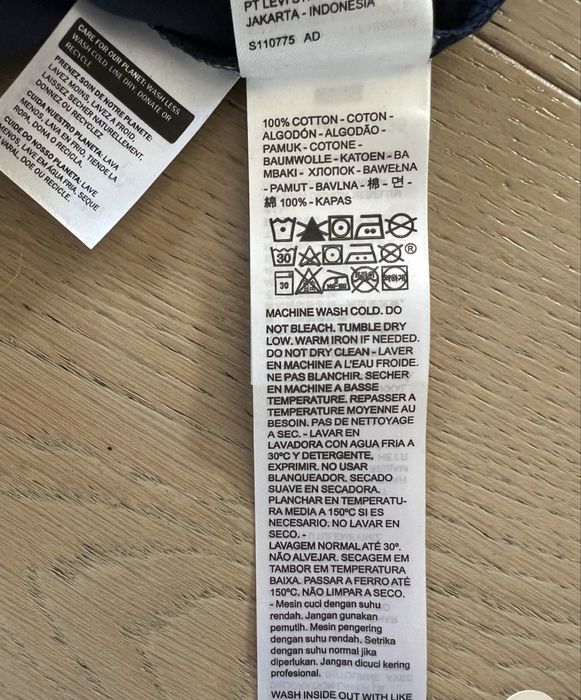 CARE FOR OUR PLANET: WASH LESS,
WASH COLD, LINE DRY, DONATE OR
RECYCLE.
PRENEZ SOIN DE NOTRE PLANETE:
LAVEZ MOINS, LAVEZ A FROID,
LAISSEZ SÉCHER NATURELLEMENT,
DONNEZ OU RECYCLEZ
CUIDA NUESTRO PLANETA: LAVA
MENOS, LAVA EN FRIO, TIENDE LA
ROPA, DONA O RECICLA.
CUIDE DO NOSSO PLANETA: LAVE
MENOS, LAVE EM AGUA FRIA, SEQUE
VARAL, DOE OU RECICLE.
PT LEVI
JAKARTA - INDONESIA
S110775 AD
100% COTTON - COTON -
ALGODÓN - ALGODÃO -
PAMUK - COTONE -
BAUMWOLLE - KATOEN - BA
MBAKI - ХЛОПОК - BAWEŁNA
- PAMUT - BAVLNA - 棉 - 면 -
綿 100% - KAPAS
30 ®
30
MACHINE WASH COLD. DO
NOT BLEACH. TUMBLE DRY
LOW. WARM IRON IF NEEDED.
DO NOT DRY CLEAN - LAVER
EN MACHINE A L'EAU FROIDE.
NE PAS BLANCHIR. SECHER
EN MACHINE A BASSE
TEMPERATURE. REPASSER A
TEMPERATURE MOYENNE AU
BESOIN. PAS DE NETTOYAGE
A SEC. - LAVAR EN
LAVADORA CON AGUA FRIA A
30ºC Y DETERGENTE,
EXPRIMIR. NO USAR
BLANQUEADOR. SECADO
SUAVE EN SECADORA.
PLANCHAR EN TEMPERATU-
RA MEDIA A 150ºC SI ES
NECESARIO. NO LAVAR EN
SECO. -
LAVAGEM NORMAL ATÉ 30º.
NÃO ALVEJAR. SECAGEM EM
TAMBOR EM TEMPERATURA
BAIXA. PASSAR A FERRO ATÉ
150ºC, NÃO LIMPAR A SECO.
- Mesin cuci dengan suhu
rendah. Jangan gunakan
pemutih. Mesin pengering
dengan suhu rendah. Setrika
dengan suhu normal jika
diperlukan. Jangan dicuci kering
profesional.
WASH INSIDE OUT WITH LIKE